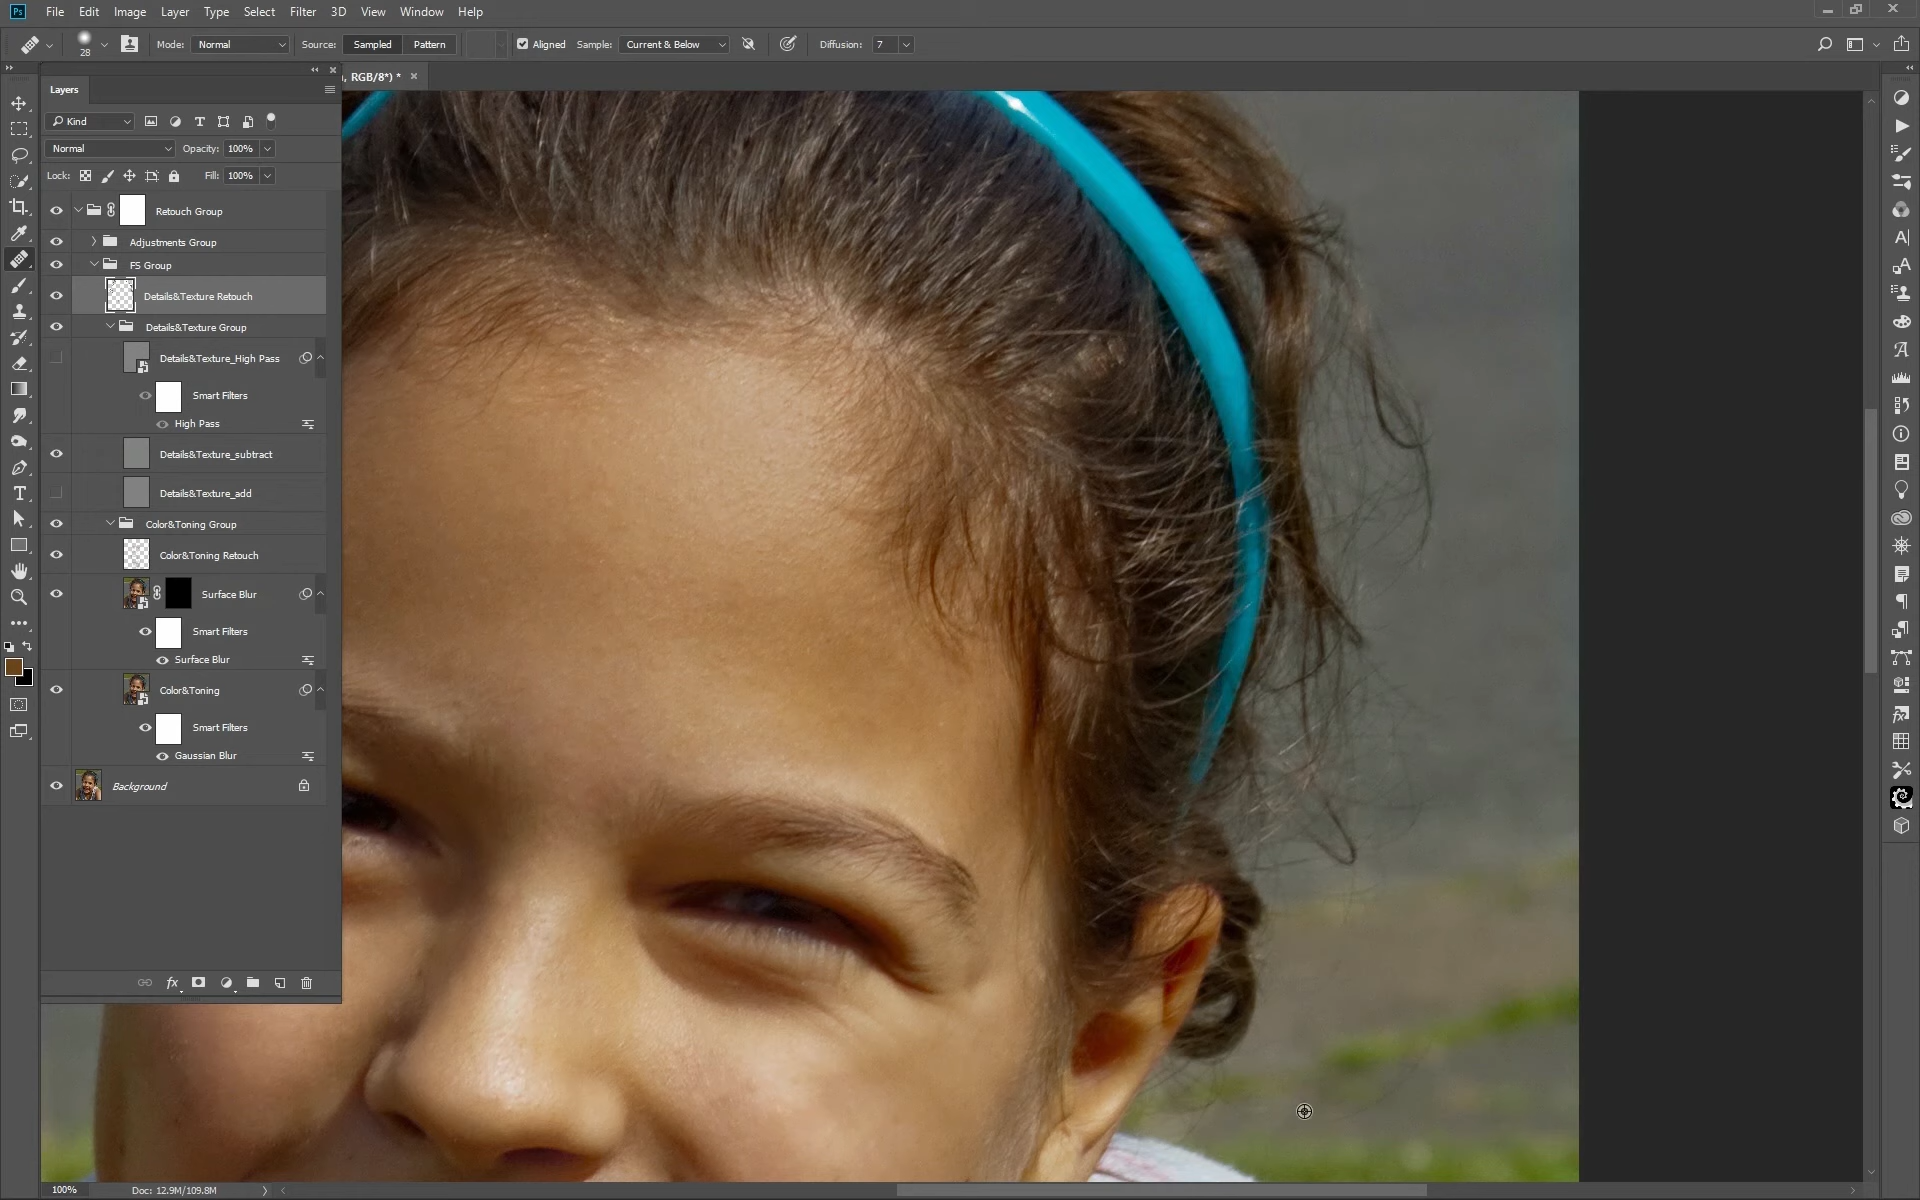 Ps File Edit Image Layer Type Select Filter 3D View Window Help
28 Mode: Normal Source: Sampled Pattern Aligned Sample: Current & Below Diffusion: 7
, RGB/8*) *
Layers
Kind
Normal Opacity: 100%
Lock: Fill: 100%
Retouch Group
Adjustments Group
FS Group
Details&Texture Retouch
Details&Texture Group
Details&Texture_High Pass
Smart Filters
High Pass
Details&Texture_subtract
Details&Texture_add
Color&Toning Group
Color&Toning Retouch
Surface Blur
Smart Filters
Surface Blur
Color&Toning
Smart Filters
Gaussian Blur
Background
fx
100% Doc: 12.9M/109.8M